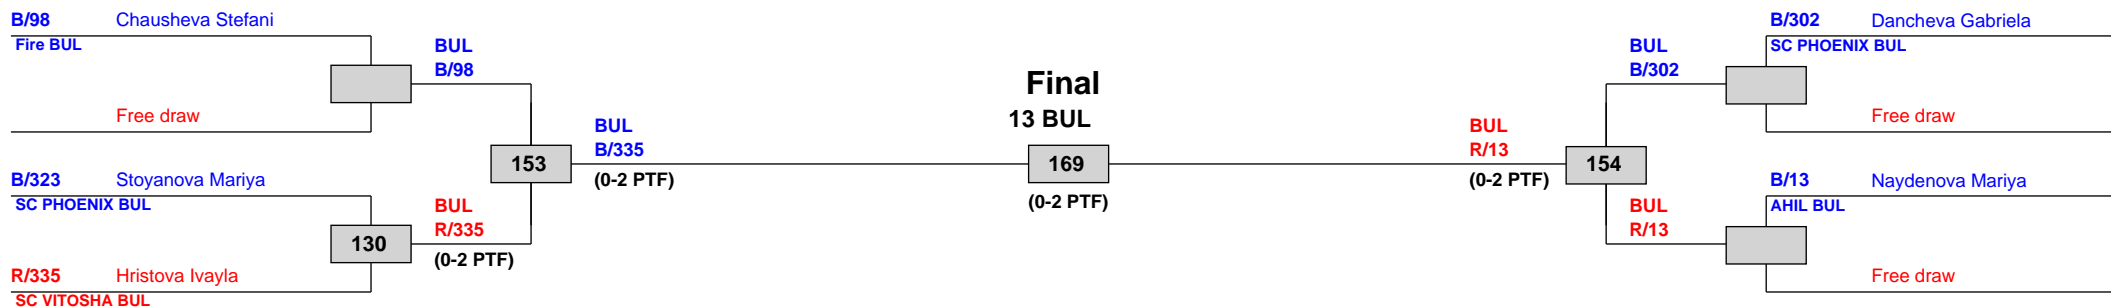 B/98 Chausheva Stefani
Fire BUL
Free draw
B/323 Stoyanova Mariya
SC PHOENIX BUL
R/335 Hristova Ivayla
SC VITOSHA BUL
BUL
B/98
130
BUL
R/335
(0-2 PTF)
153
BUL
B/335
(0-2 PTF)
Final
13 BUL
169
(0-2 PTF)
BUL
R/13
(0-2 PTF)
154
BUL
B/302
BUL
R/13
B/302 Dancheva Gabriela
SC PHOENIX BUL
Free draw
B/13 Naydenova Mariya
AHIL BUL
Free draw